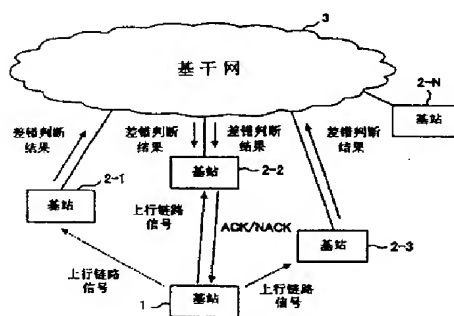 3
基干网
2-N
基站
差错判断
结果
差错判断
结果
差错判断
结果
差错判断
结果
2-1
基站
2-2
基站
上行链路
信号
ACK/NACK
2-3
基站
上行链路
信号
1
基站
上行链路
信号